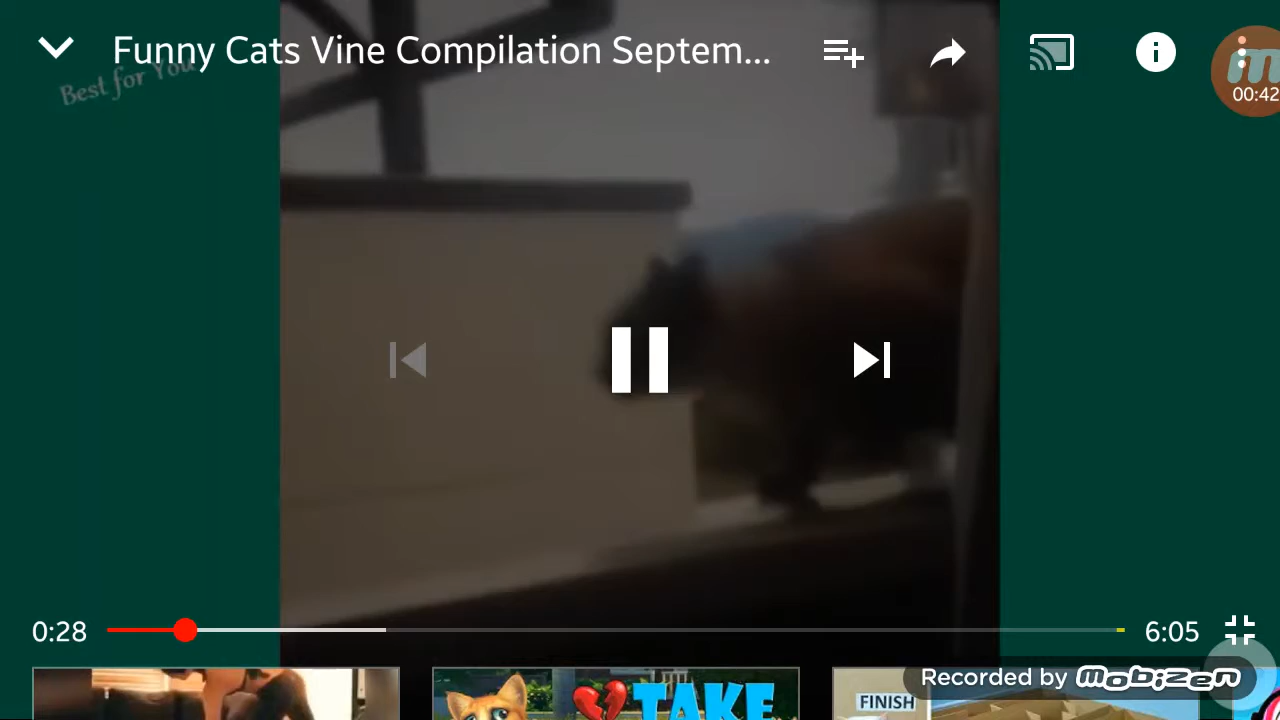 Funny Cats Vine Compilation Septem...
Best for You
m
00:42
0:28
6:05
TAKE
FINISH
Recorded by mobizen